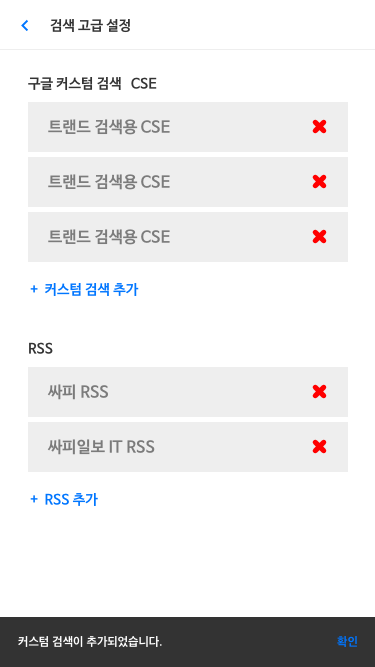 검색 고급 설정
구글 커스텀 검색 CSE
트랜드 검색용 CSE
트랜드 검색용 CSE
트랜드 검색용 CSE
+ 커스텀 검색 추가
RSS
싸피 RSS
싸피일보 IT RSS
+ RSS 추가
커스텀 검색이 추가되었습니다. 확인